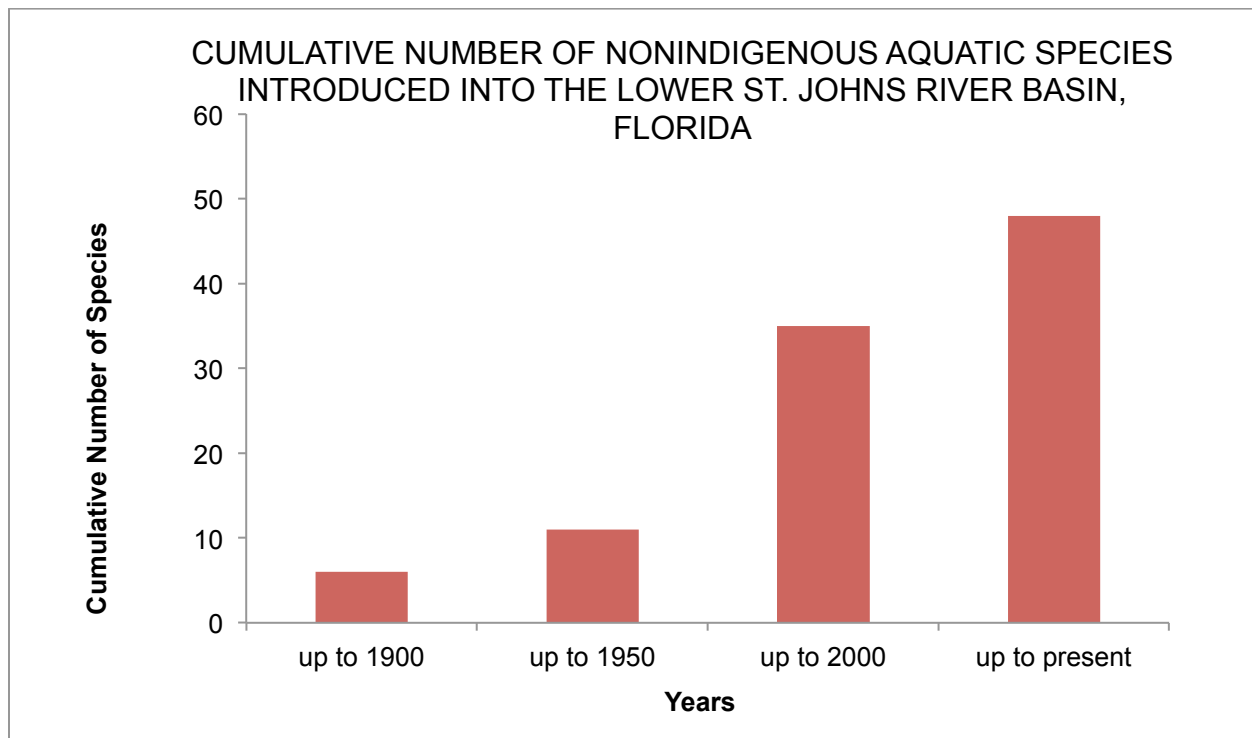 CUMULATIVE NUMBER OF NONINDIGENOUS AQUATIC SPECIES
INTRODUCED INTO THE LOWER ST. JOHNS RIVER BASIN,
FLORIDA
60
50
40
30
20
10
0
Cumulative Number of Species
up to 1900
up to 1950
up to 2000
up to present
Years